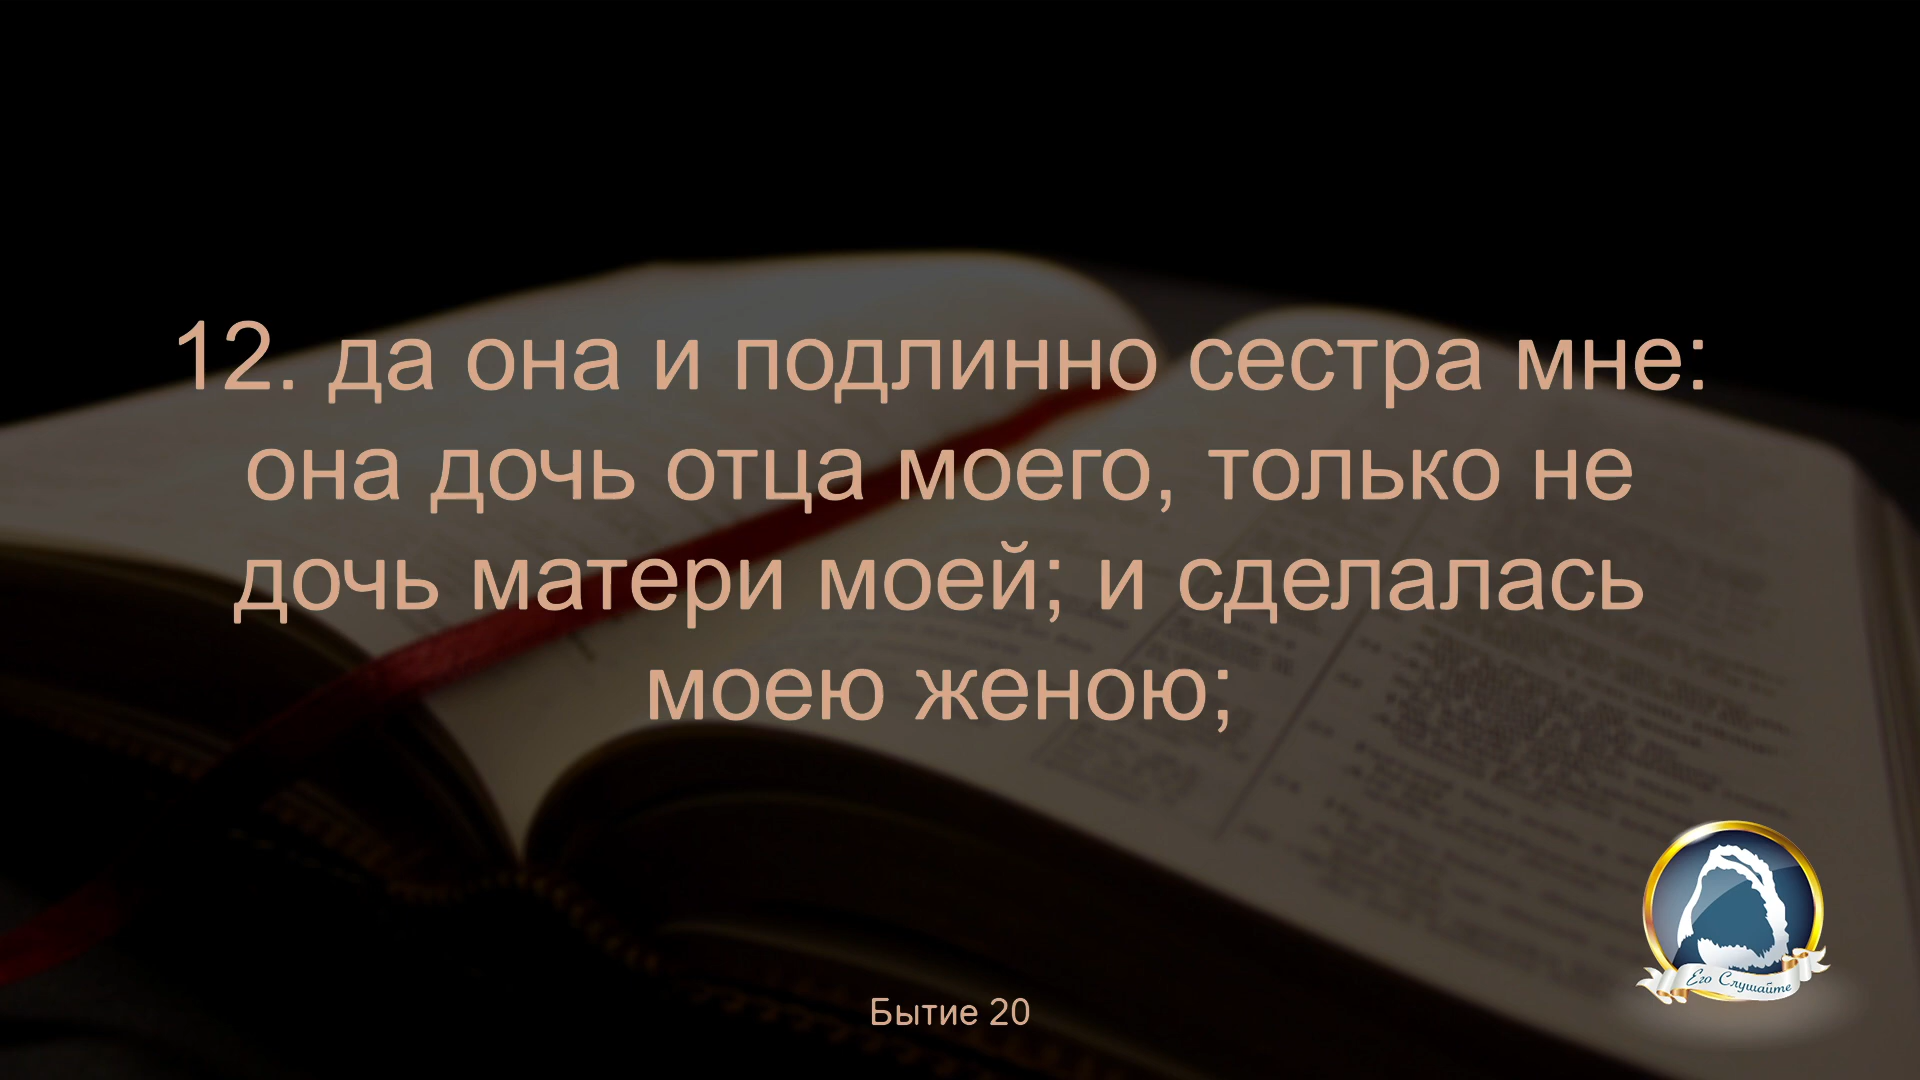 12. да она и подлинно сестра мне:
она дочь отца моего, только не
дочь матери моей; и сделалась
моею женою;
Его Слушайте
Бытие 20